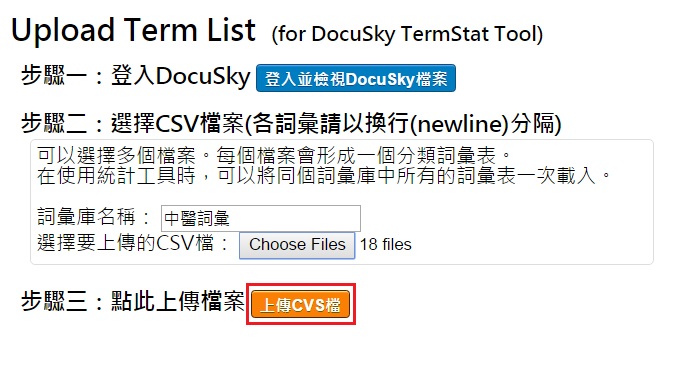 Upload Term List (for DocuSky TermStat Tool)
步驟一：登入DocuSky 登入並檢視DocuSky檔案
步驟二：選擇CSV檔案(各詞彙請以換行(newline)分隔)
可以選擇多個檔案。每個檔案會形成一個分類詞彙表。
在使用統計工具時，可以將同個詞彙庫中所有的詞彙表一次載入。
詞彙庫名稱： 中醫詞彙
選擇要上傳的CSV檔： Choose Files 18 files
步驟三：點此上傳檔案 上傳CVS檔